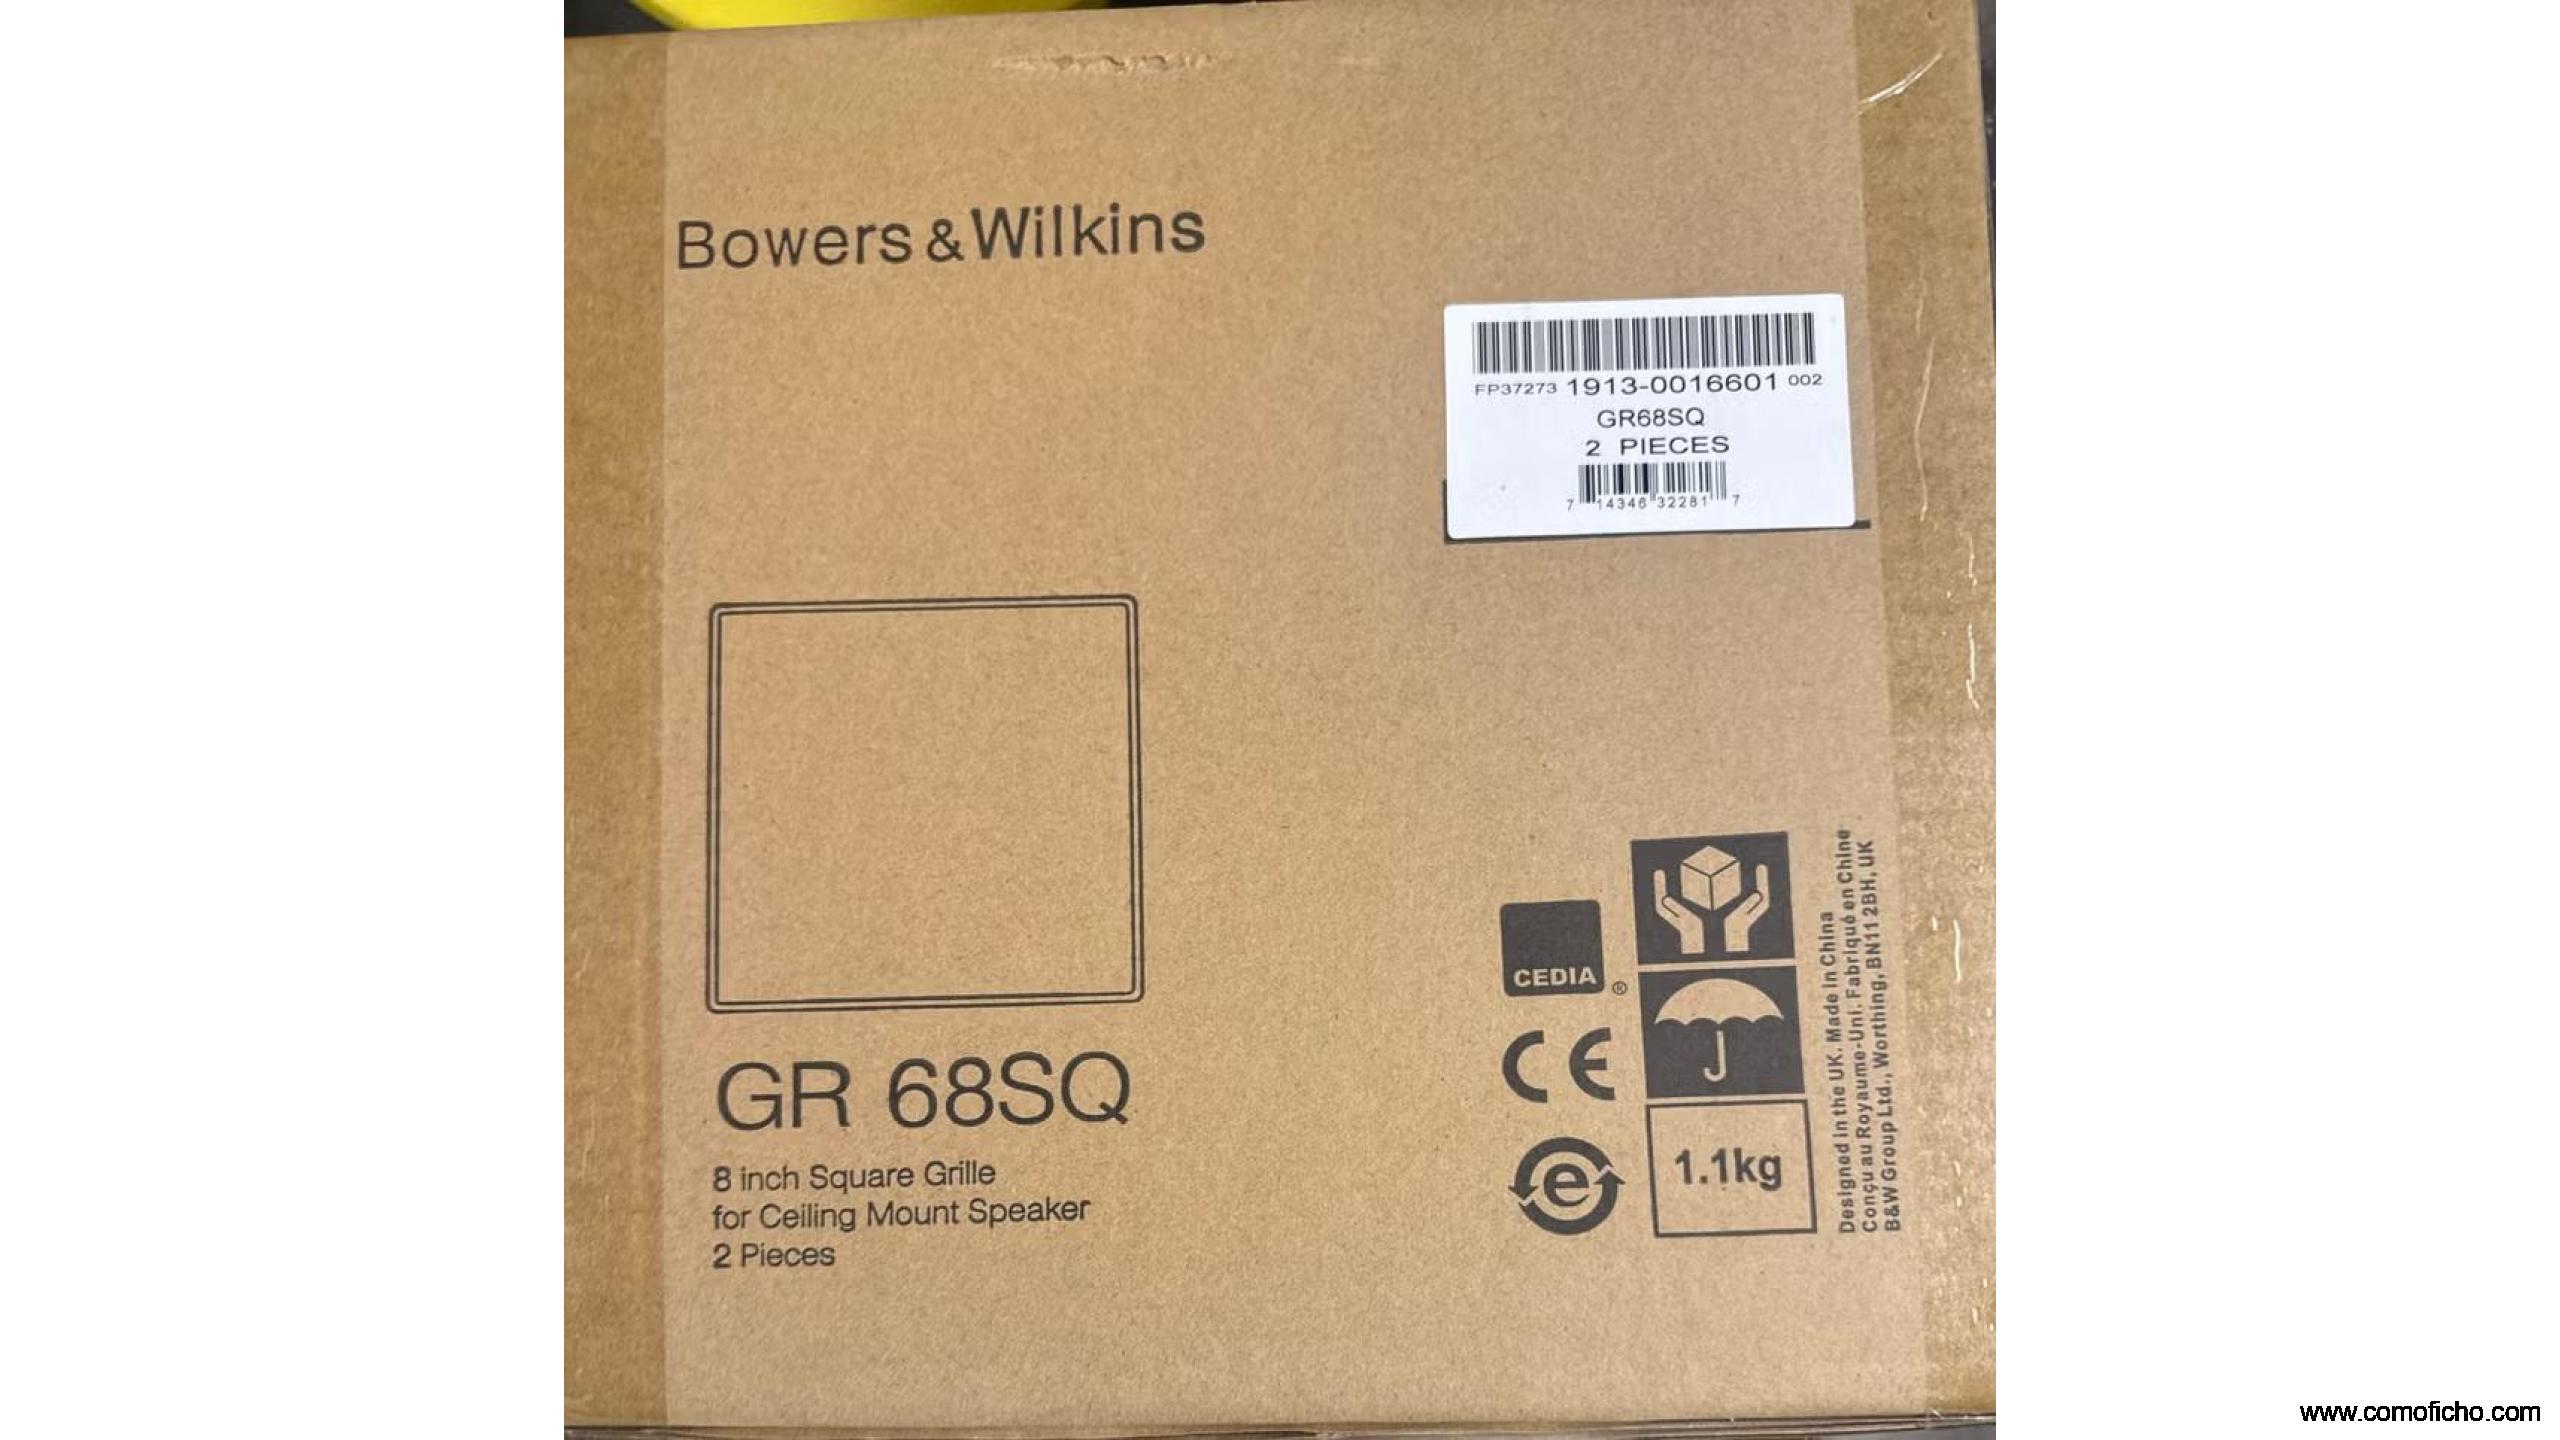 Bowers & Wilkins
FP37273 1913-0016601 002
GR68SQ
2 PIECES
7 14346 32281 7
GR 68SQ
8 inch Square Grille
for Ceiling Mount Speaker
2 Pieces
CEDIA ®
CE
e
1.1kg
Designed in the UK. Made in China
Conçu au Royaume-Uni. Fabriqué en Chine
B&W Group Ltd., Worthing, BN11 2BH, UK
www.comoficho.com